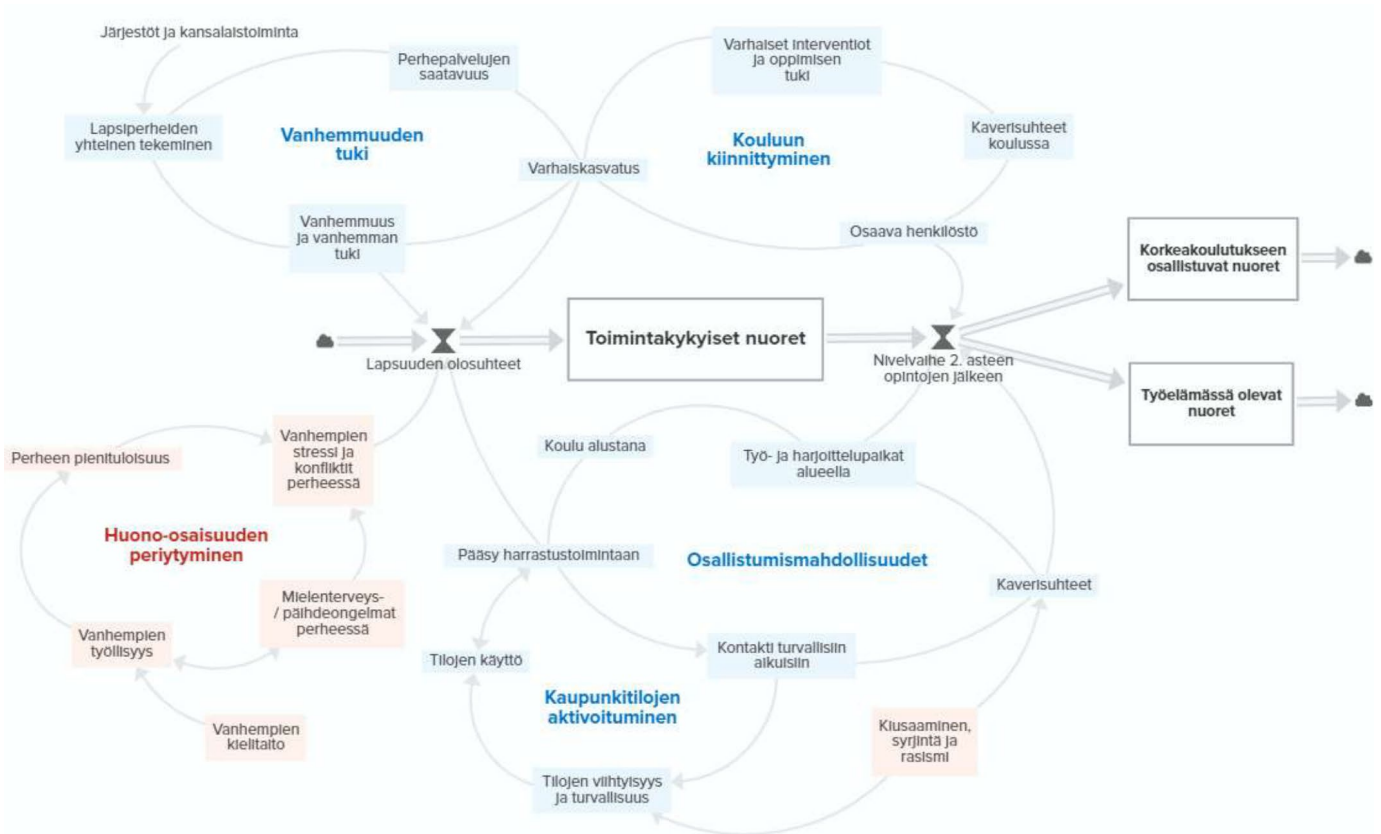 Järjestöt ja kansalaistoiminta
Perhepalvelujen
saatavuus
Varhaiset interventiot
ja oppimisen
tuki
Lapsiperheiden
yhteinen tekeminen
Vanhemmuuden
tuki
Kouluun
kiinnittyminen
Kaverisuhteet
koulussa
Varhaiskasvatus
Vanhemmuus
ja vanhemman
tuki
Osaava henkilöstö
Korkeakoulutukseen
osallistuvat nuoret
Toimintakykyiset nuoret
Lapsuuden olosuhteet
Nivelvaihe 2. asteen
opintojen jälkeen
Työelämässä olevat
nuoret
Perheen pienituloisuus
Vanhempien
stressi ja
konfliktit
perheessä
Koulu alustana
Työ- ja harjoittelupaikat
alueella
Huono-osaisuuden
periytyminen
Pääsy harrastustoimintaan
Osallistumismahdollisuudet
Kaverisuhteet
Mielenterveys-
/ päihdeongelmat
perheessä
Vanhempien
työllisyys
Tilojen käyttö
Kontakti turvallisiin
aikuisiin
Kaupunkitilojen
aktivoituminen
Vanhempien
kielitaito
Kiusaaminen,
syrjintä ja
rasismi
Tilojen viihtyisyys
ja turvallisuus